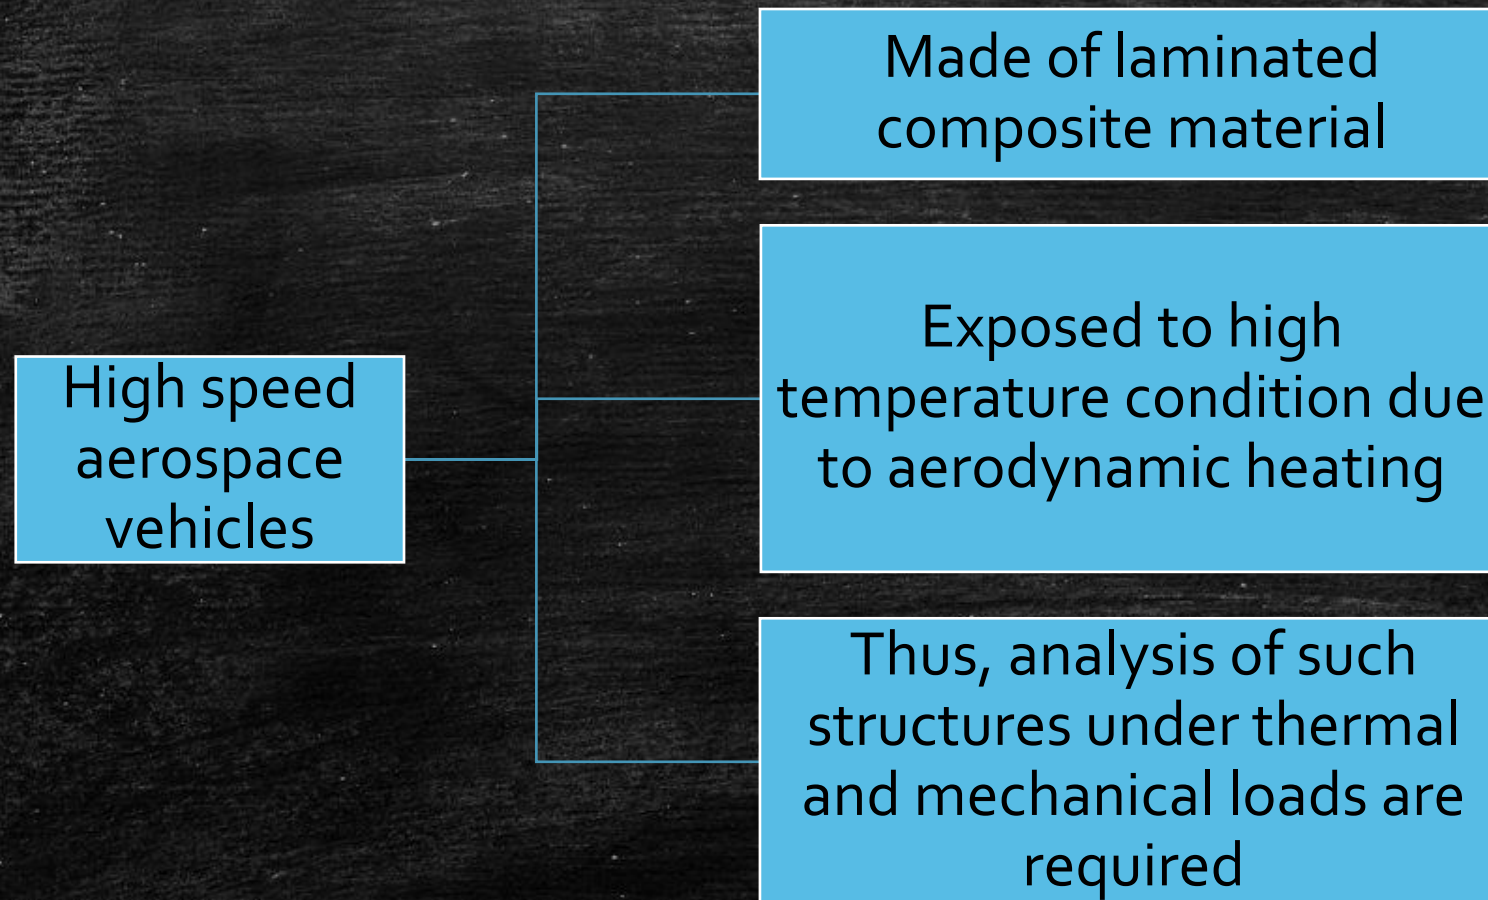 High speed
aerospace
vehicles
Made of laminated
composite material
Exposed to high
temperature condition due
to aerodynamic heating
Thus, analysis of such
structures under thermal
and mechanical loads are
required